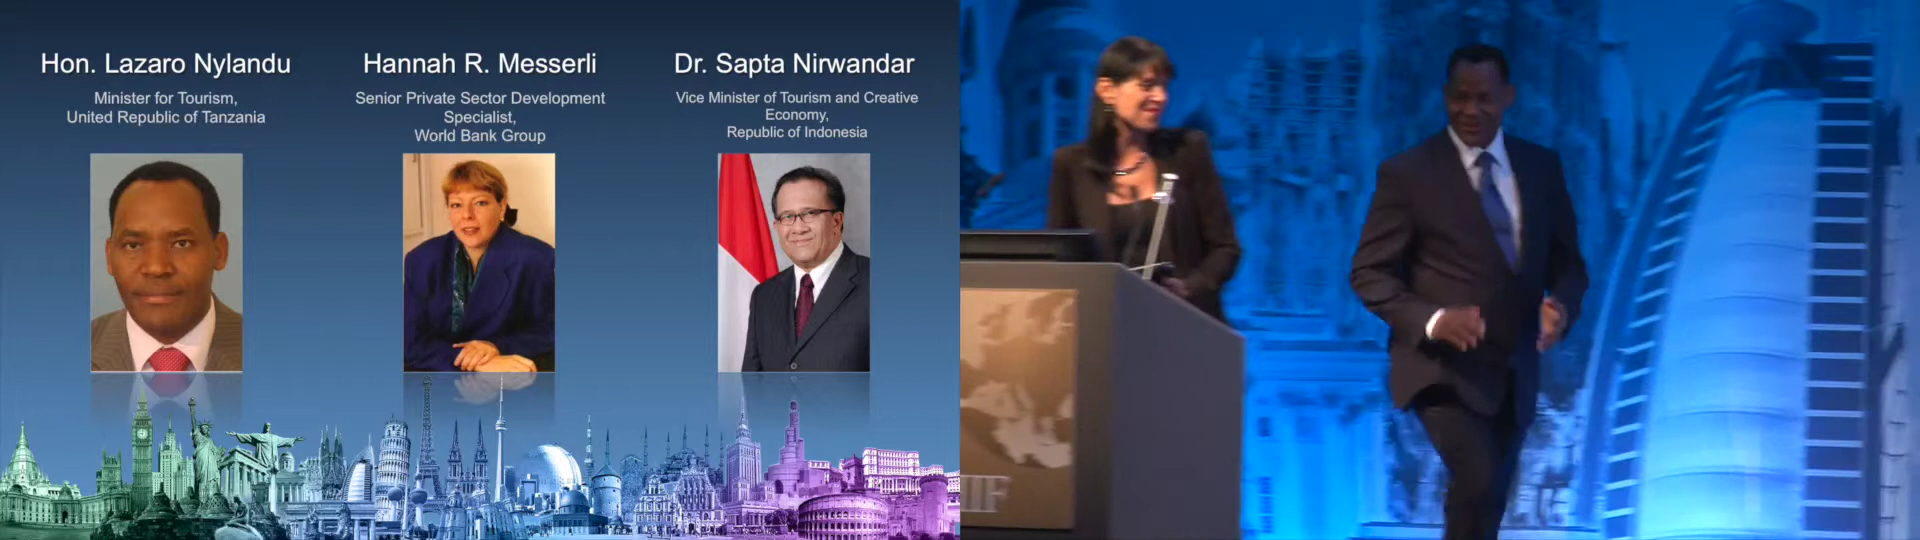 Hon. Lazaro Nylandu
Minister for Tourism,
United Republic of Tanzania
Hannah R. Messerli
Senior Private Sector Development
Specialist,
World Bank Group
Dr. Sapta Nirwandar
Vice Minister of Tourism and Creative
Economy,
Republic of Indonesia